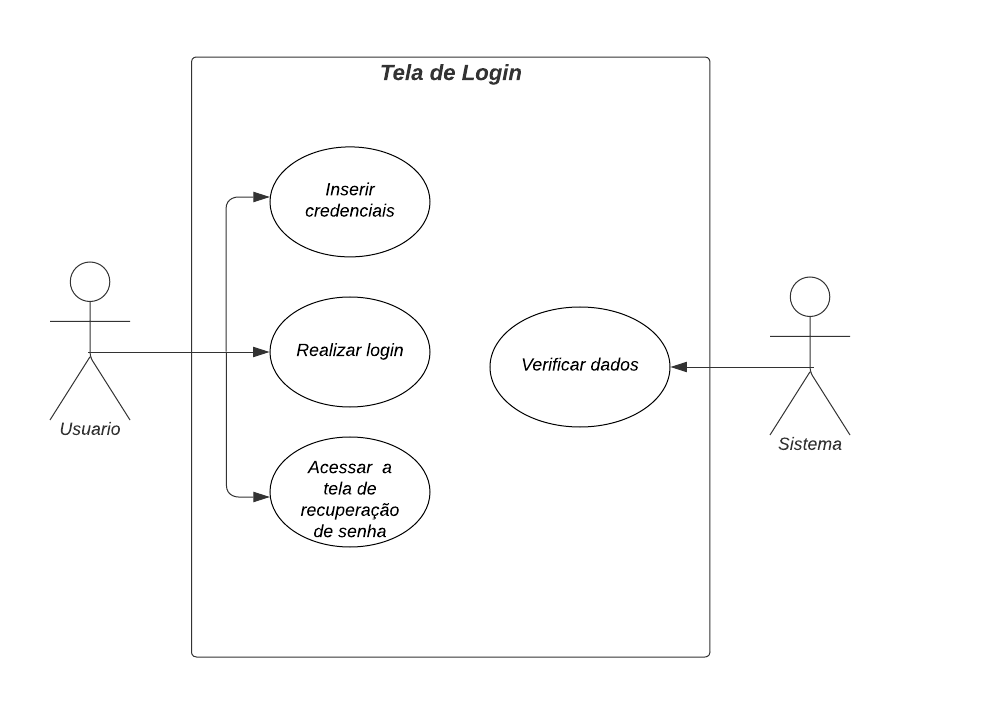 Tela de Login
Inserir
credenciais
Realizar login
Verificar dados
Usuario
Sistema
Acessar a
tela de
recuperação
de senha